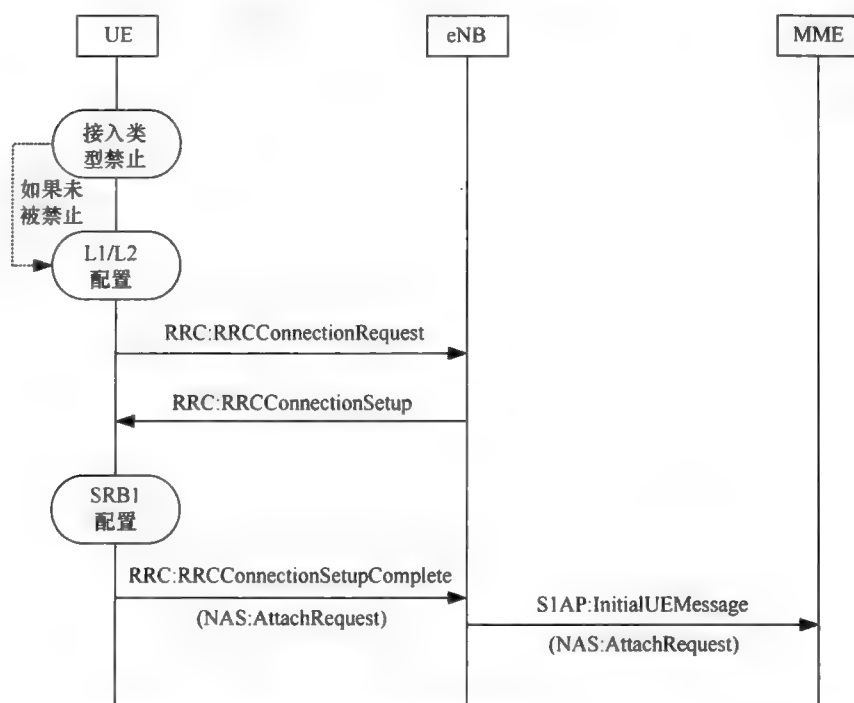 UE
eNB
MME
接入类
型禁止
如果未
被禁止
L1/L2
配置
RRC:RRCConnectionRequest
RRC:RRCConnectionSetup
SRB1
配置
RRC:RRCConnectionSetupComplete
(NAS:AttachRequest)
S1AP:InitialUEMessage
(NAS:AttachRequest)